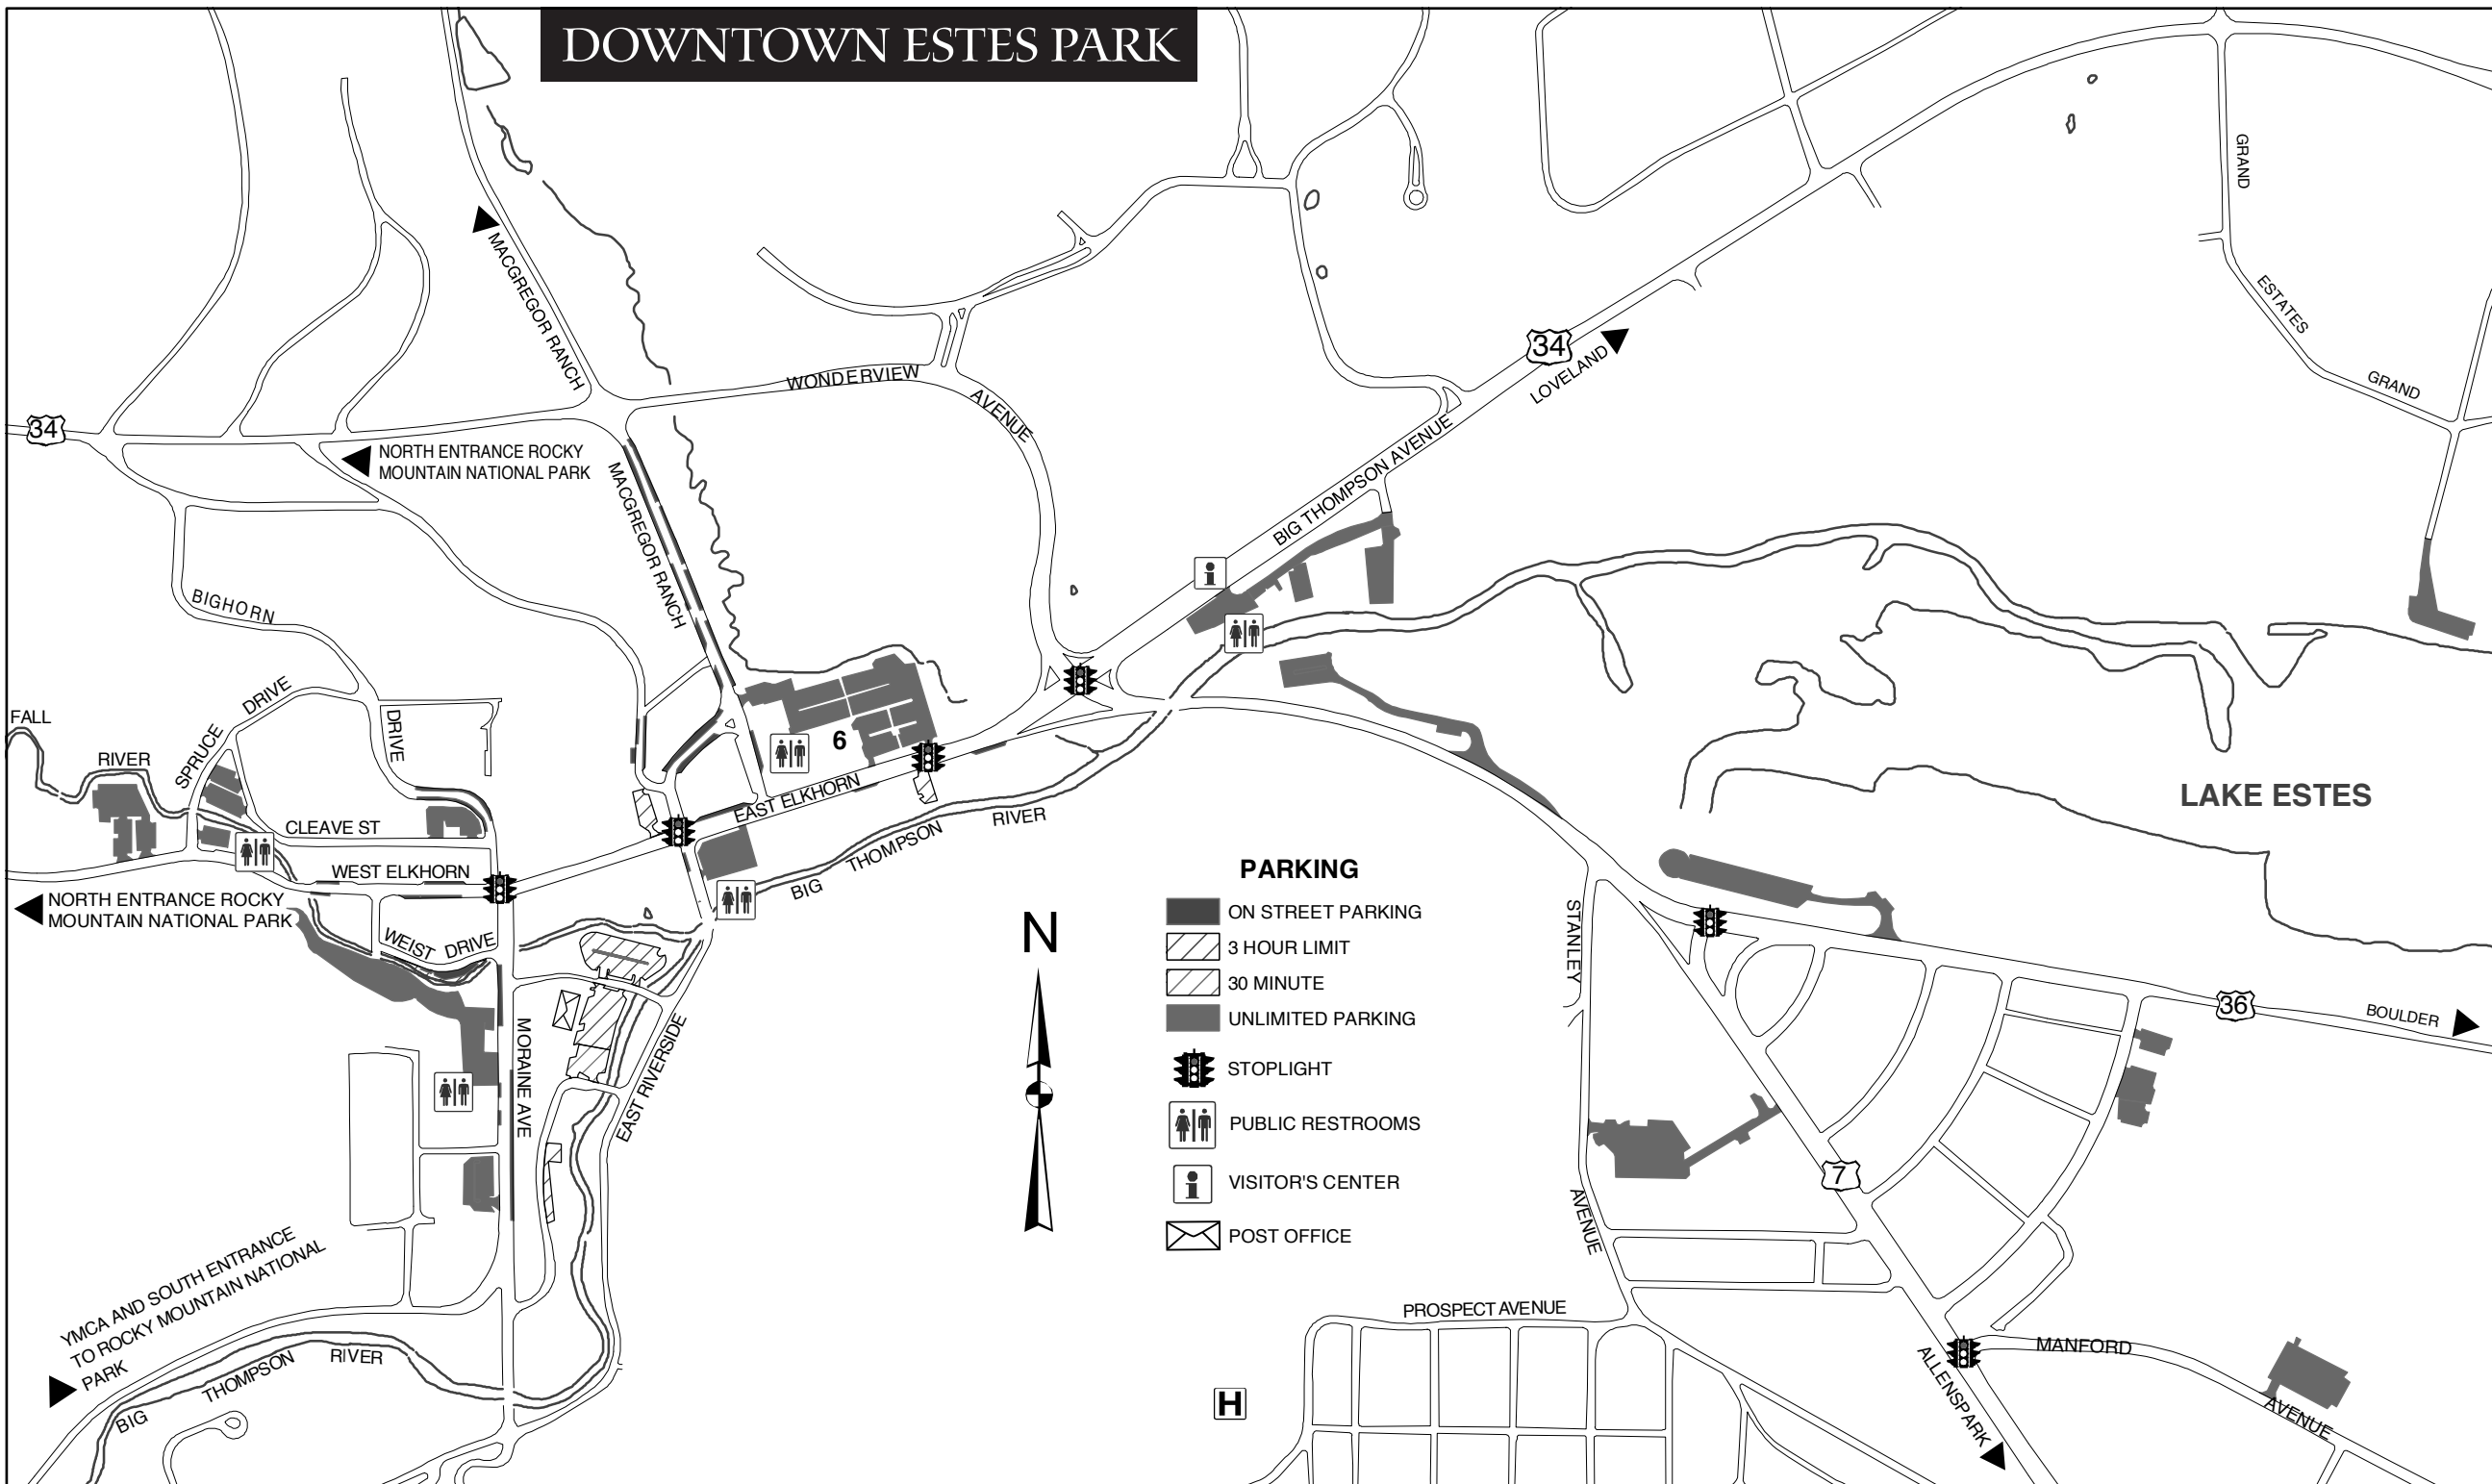 DOWNTOWN ESTES PARK
GRAND
MACGREGOR RANCH
ESTATES
34
LOVELAND
WONDERVIEW
AVENUE
GRAND
34
NORTH ENTRANCE ROCKY
MOUNTAIN NATIONAL PARK
MACGREGOR RANCH
BIG THOMPSON AVENUE
BIGHORN
DRIVE
SPRUCE
DRIVE
FALL
RIVER
6
EAST ELKHORN
CLEAVE ST
WEST ELKHORN
BIG
THOMPSON
RIVER
LAKE ESTES
NORTH ENTRANCE ROCKY
MOUNTAIN NATIONAL PARK
WEIST DRIVE
N
PARKING
ON STREET PARKING
3 HOUR LIMIT
30 MINUTE
UNLIMITED PARKING
STOPLIGHT
PUBLIC RESTROOMS
VISITOR'S CENTER
POST OFFICE
STANLEY
AVENUE
36
BOULDER
MORAINE AVE
EAST RIVERSIDE
7
YMCA AND SOUTH ENTRANCE
TO ROCKY MOUNTAIN NATIONAL
PARK
BIG
THOMPSON
RIVER
PROSPECT AVENUE
H
ALLENSPARK
MANFORD
AVENUE